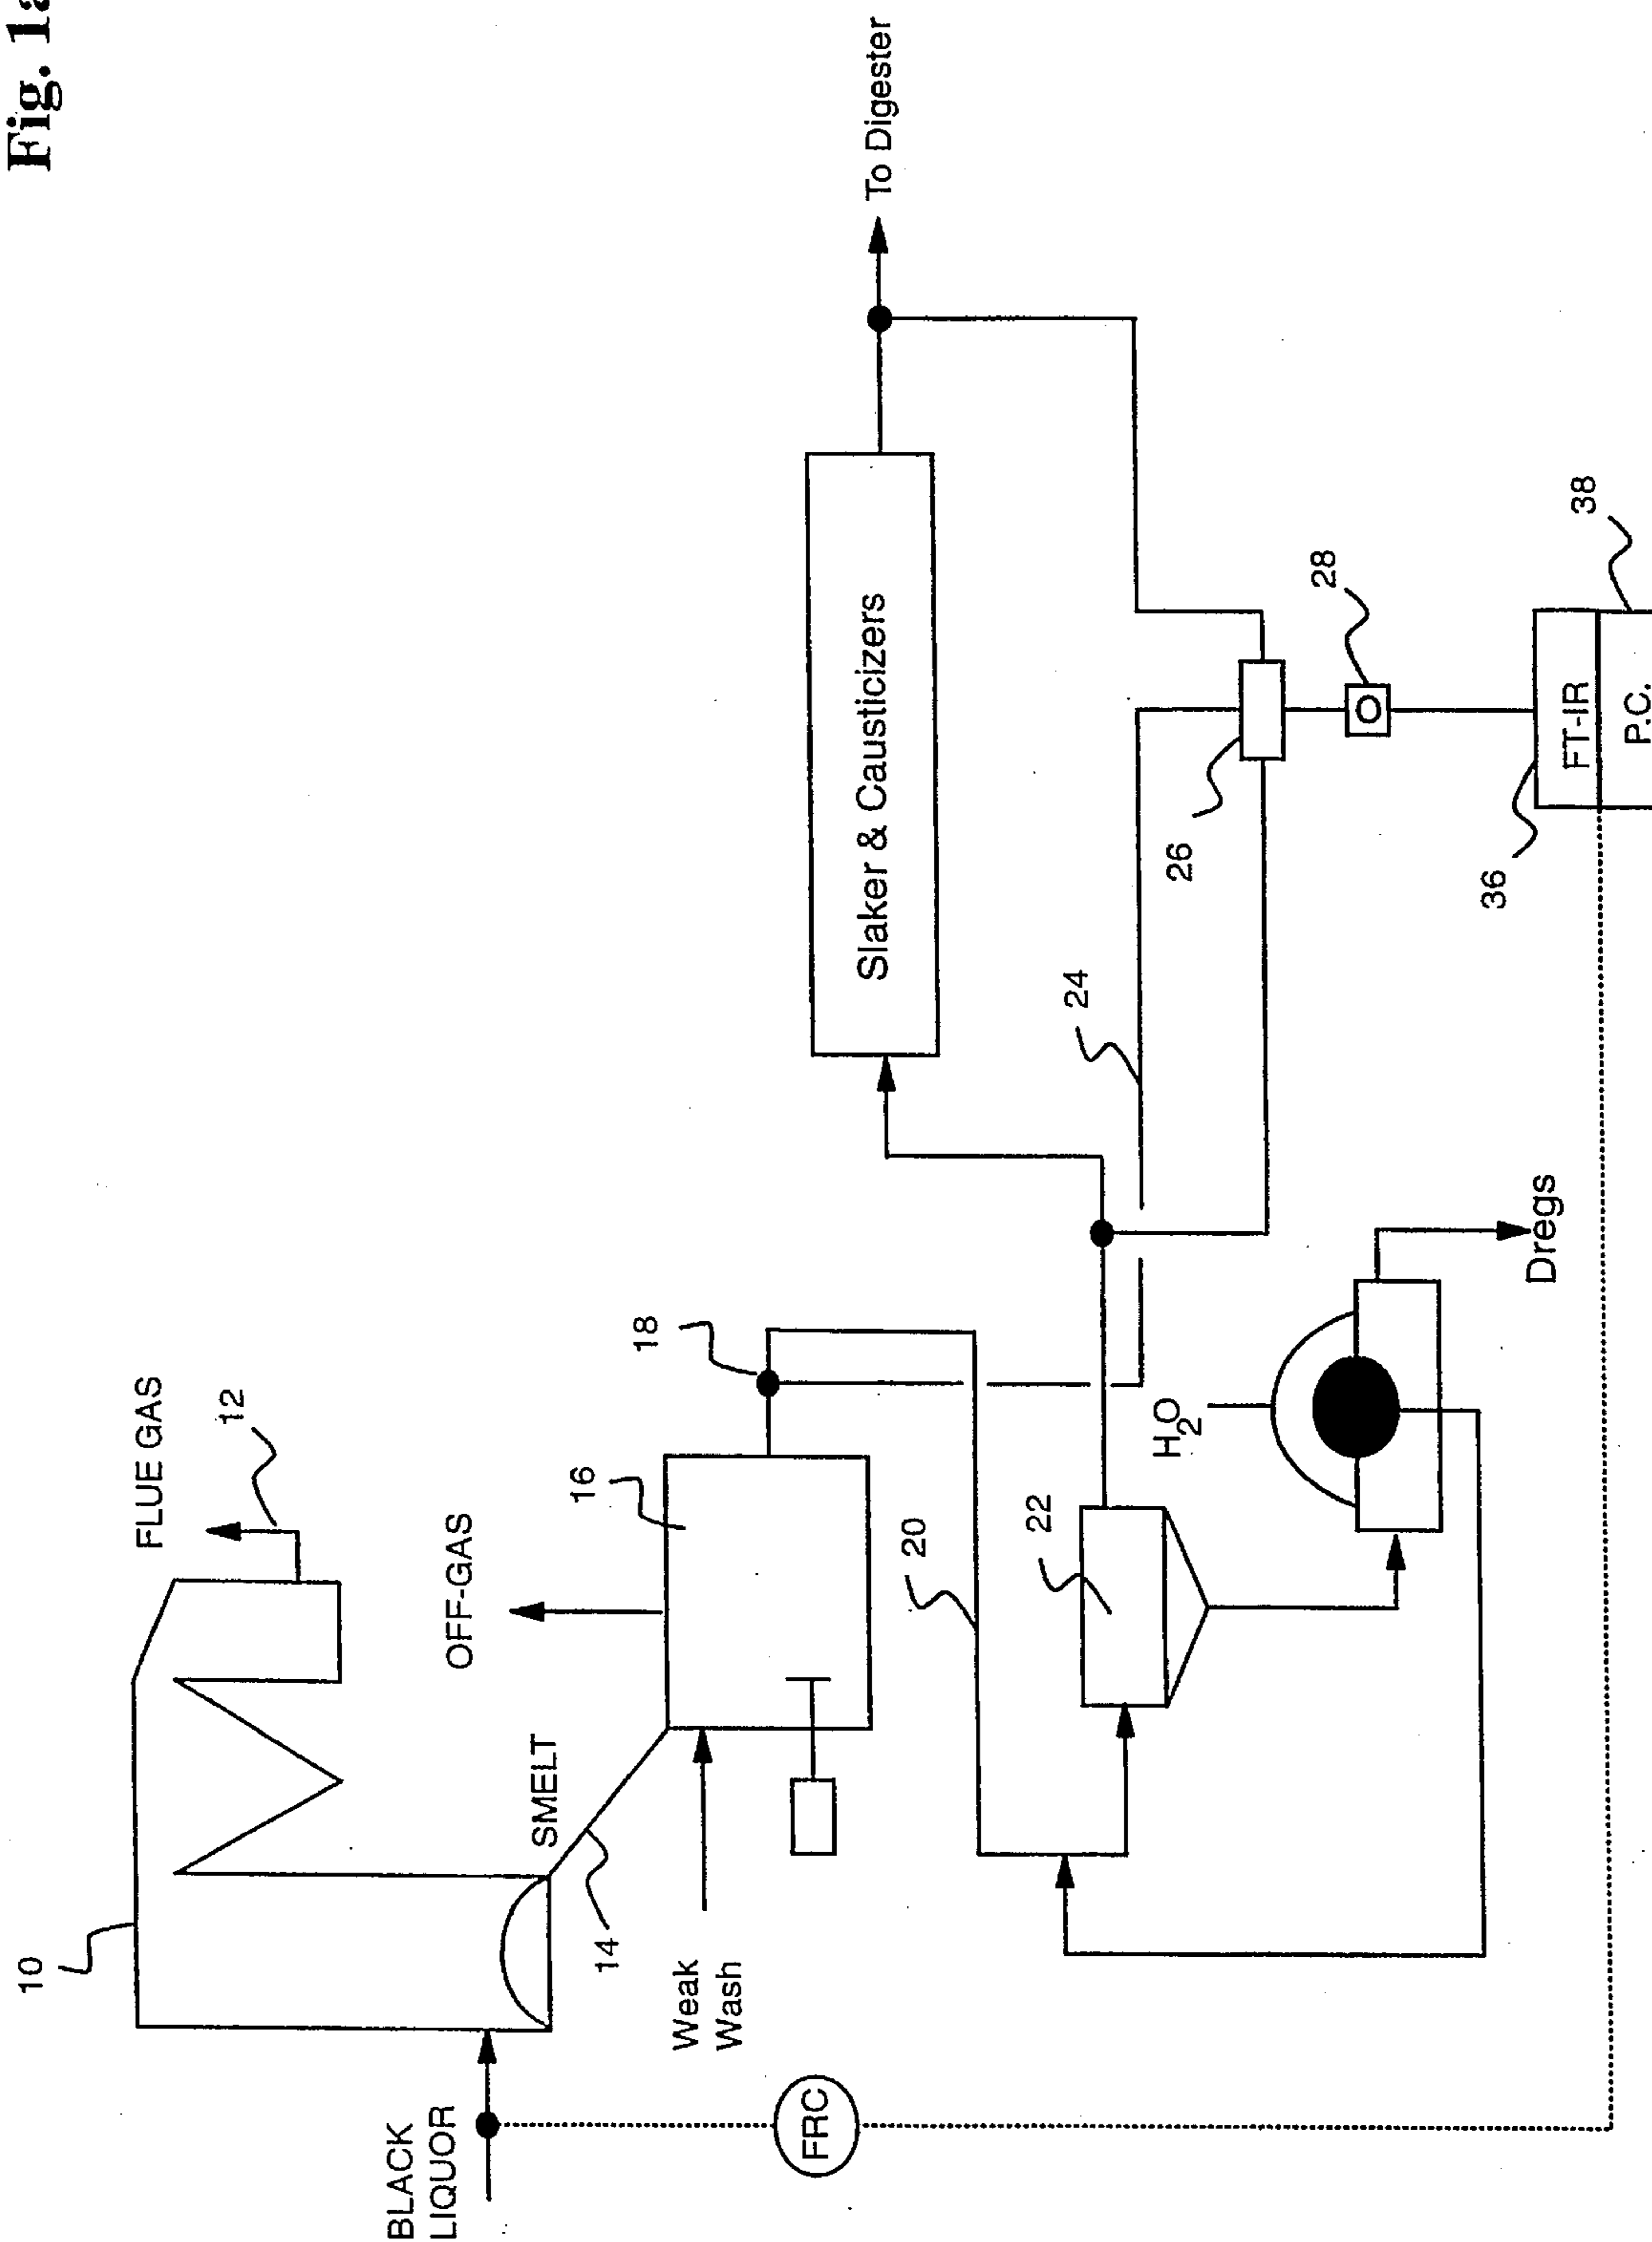 Fig. 1a
10
FLUE GAS
12
BLACK
LIQUOR
SMELT
14
OFF-GAS
16
18
Weak
Wash
FRC
20
22
H2O
Dregs
Slaker & Causticizers
To Digester
24
26
28
36
FT-IR
P.C.
38